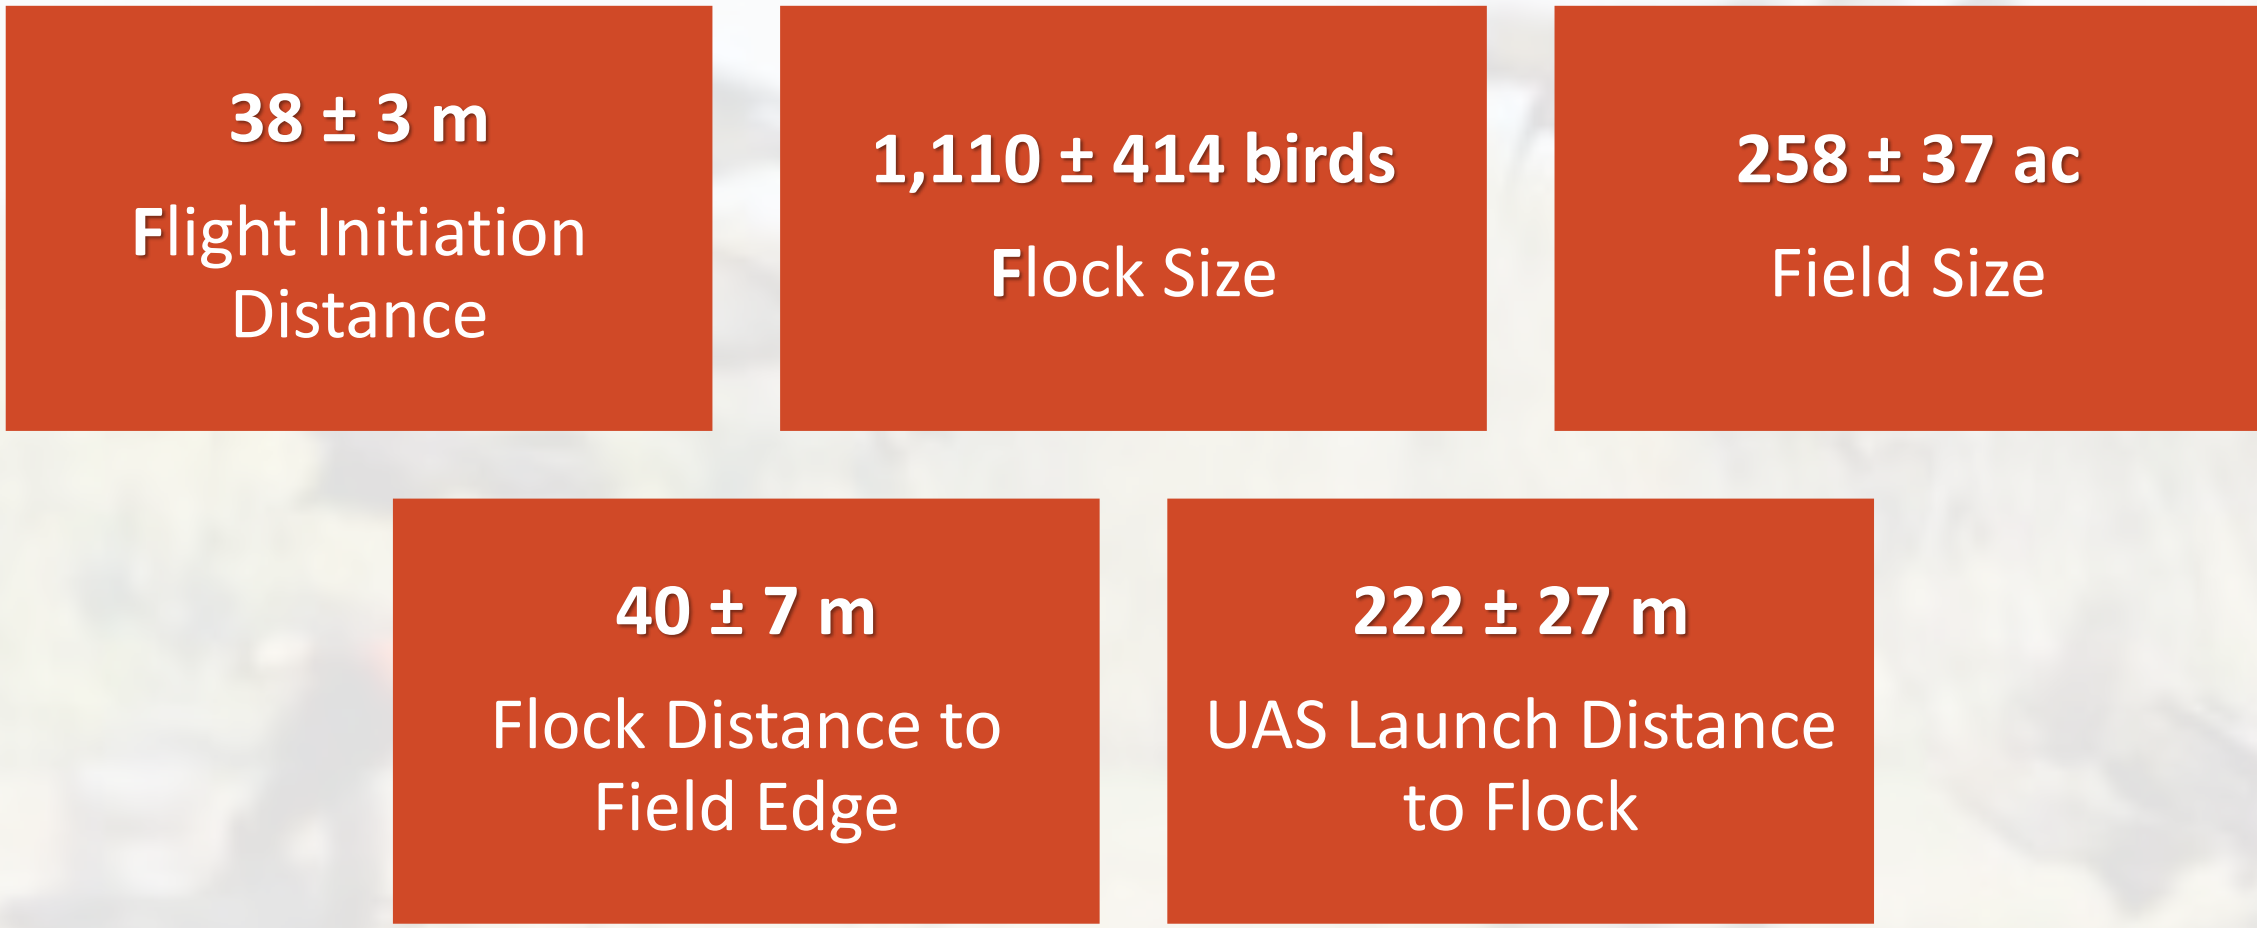 38 ± 3 m
Flight Initiation
Distance
1,110 ± 414 birds
Flock Size
258 ± 37 ac
Field Size
40 ± 7 m
Flock Distance to
Field Edge
222 ± 27 m
UAS Launch Distance
to Flock